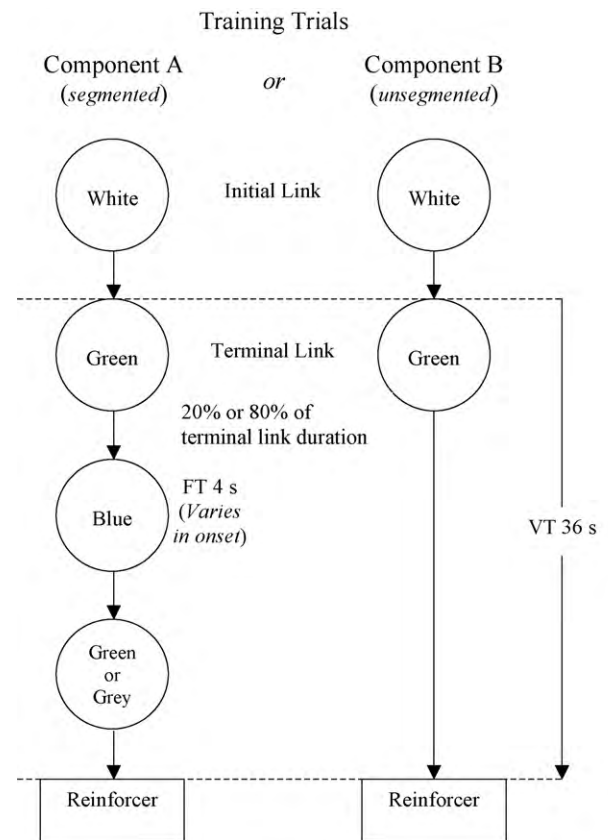 Training Trials
Component A
(segmented)
or
Component B
(unsegmented)
White
Initial Link
White
Green
Terminal Link
Green
20% or 80% of
terminal link duration
Blue
FT 4 s
(Varies
in onset)
VT 36 s
Green
or
Grey
Reinforcer
Reinforcer